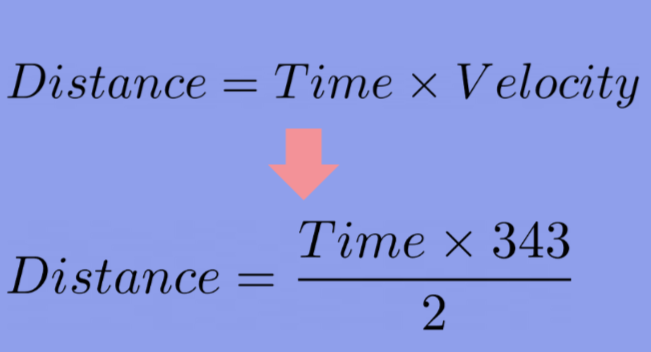 Distance = Time × Velocity
Distance = Time × 343
2